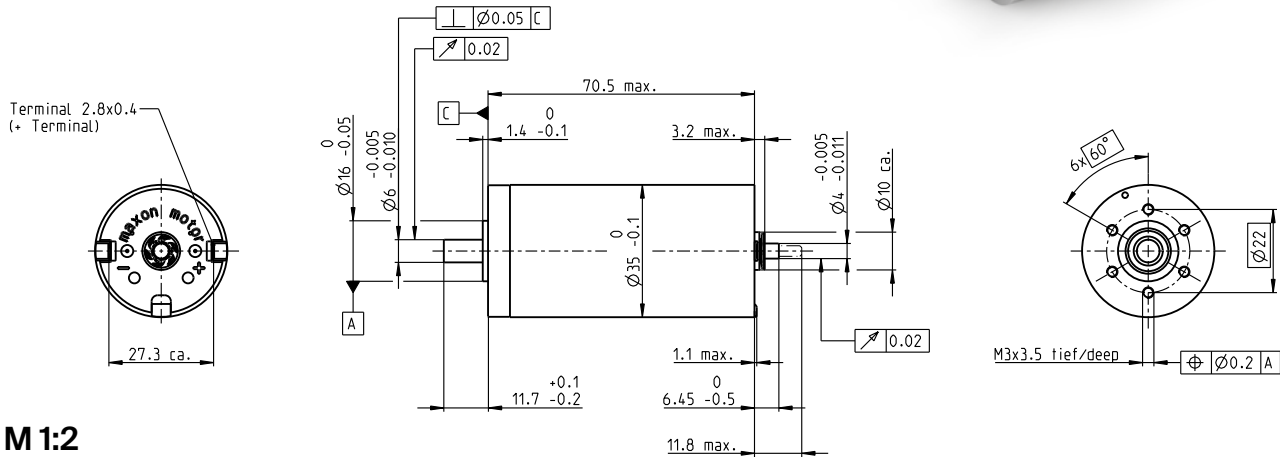 ⊥ Ø0.05 C
↗ 0.02
70.5 max.
Terminal 2.8x0.4
(+ Terminal)
C
0
1.4 -0.1
3.2 max.
0
Ø16 -0.05
-0.005
Ø6 -0.010
-0.005
Ø4 -0.011
Ø10 ca.
6x 60°
maxon motor
- +
0
Ø35 -0.1
Ø22
A
↗ 0.02
27.3 ca.
1.1 max.
M3x3.5 tief/deep
⌖ Ø0.2 A
+0.1
11.7 -0.2
0
6.45 -0.5
11.8 max.
M 1:2